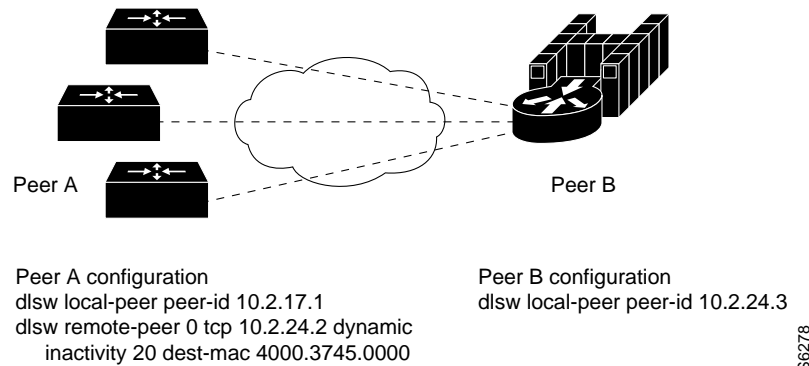 Peer A
Peer B
Peer A configuration
dlsw local-peer peer-id 10.2.17.1
dlsw remote-peer 0 tcp 10.2.24.2 dynamic
inactivity 20 dest-mac 4000.3745.0000
Peer B configuration
dlsw local-peer peer-id 10.2.24.3